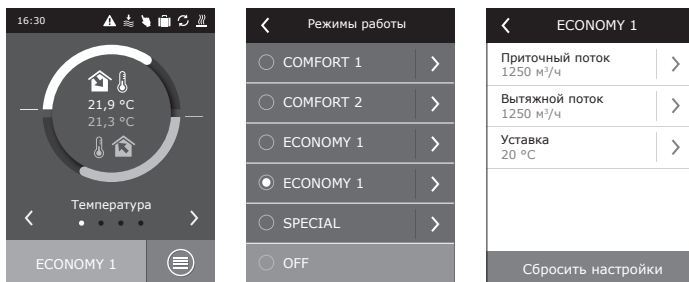 16:30
21,9 °C
21,3 °C
Температура
ECONOMY 1
Режимы работы
COMFORT 1
COMFORT 2
ECONOMY 1
ECONOMY 1
SPECIAL
OFF
ECONOMY 1
Приточный поток
1250 м³/ч
Вытяжной поток
1250 м³/ч
Уставка
20 °C
Сбросить настройки